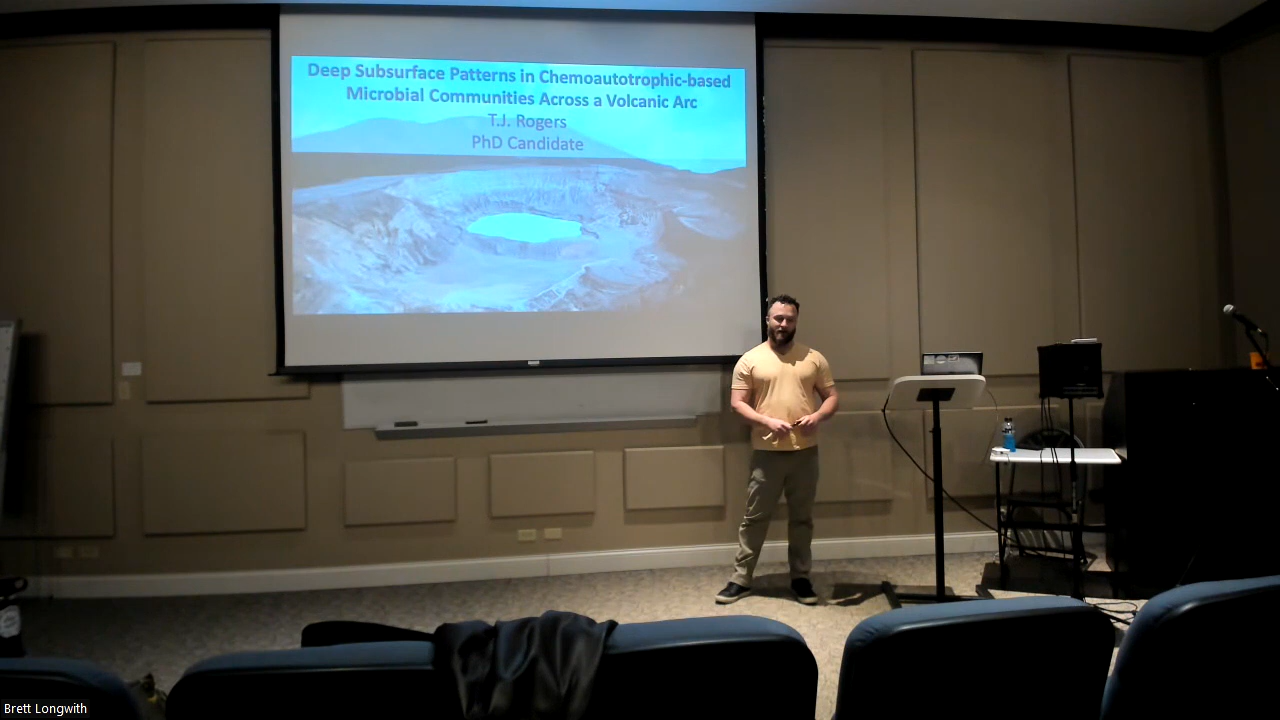 Deep Subsurface Patterns in Chemoautotrophic-based
Microbial Communities Across a Volcanic Arc
T.J. Rogers
PhD Candidate
Brett Longwith